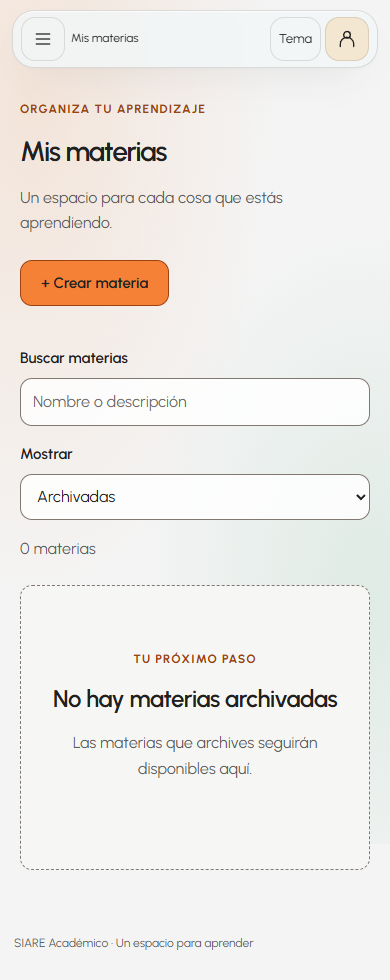 Mis materias
Tema
ORGANIZA TU APRENDIZAJE
Mis materias
Un espacio para cada cosa que estás
aprendiendo.
+ Crear materia
Buscar materias
Nombre o descripción
Mostrar
Archivadas
0 materias
TU PRÓXIMO PASO
No hay materias archivadas
Las materias que archives seguirán
disponibles aquí.
SIARE Académico · Un espacio para aprender